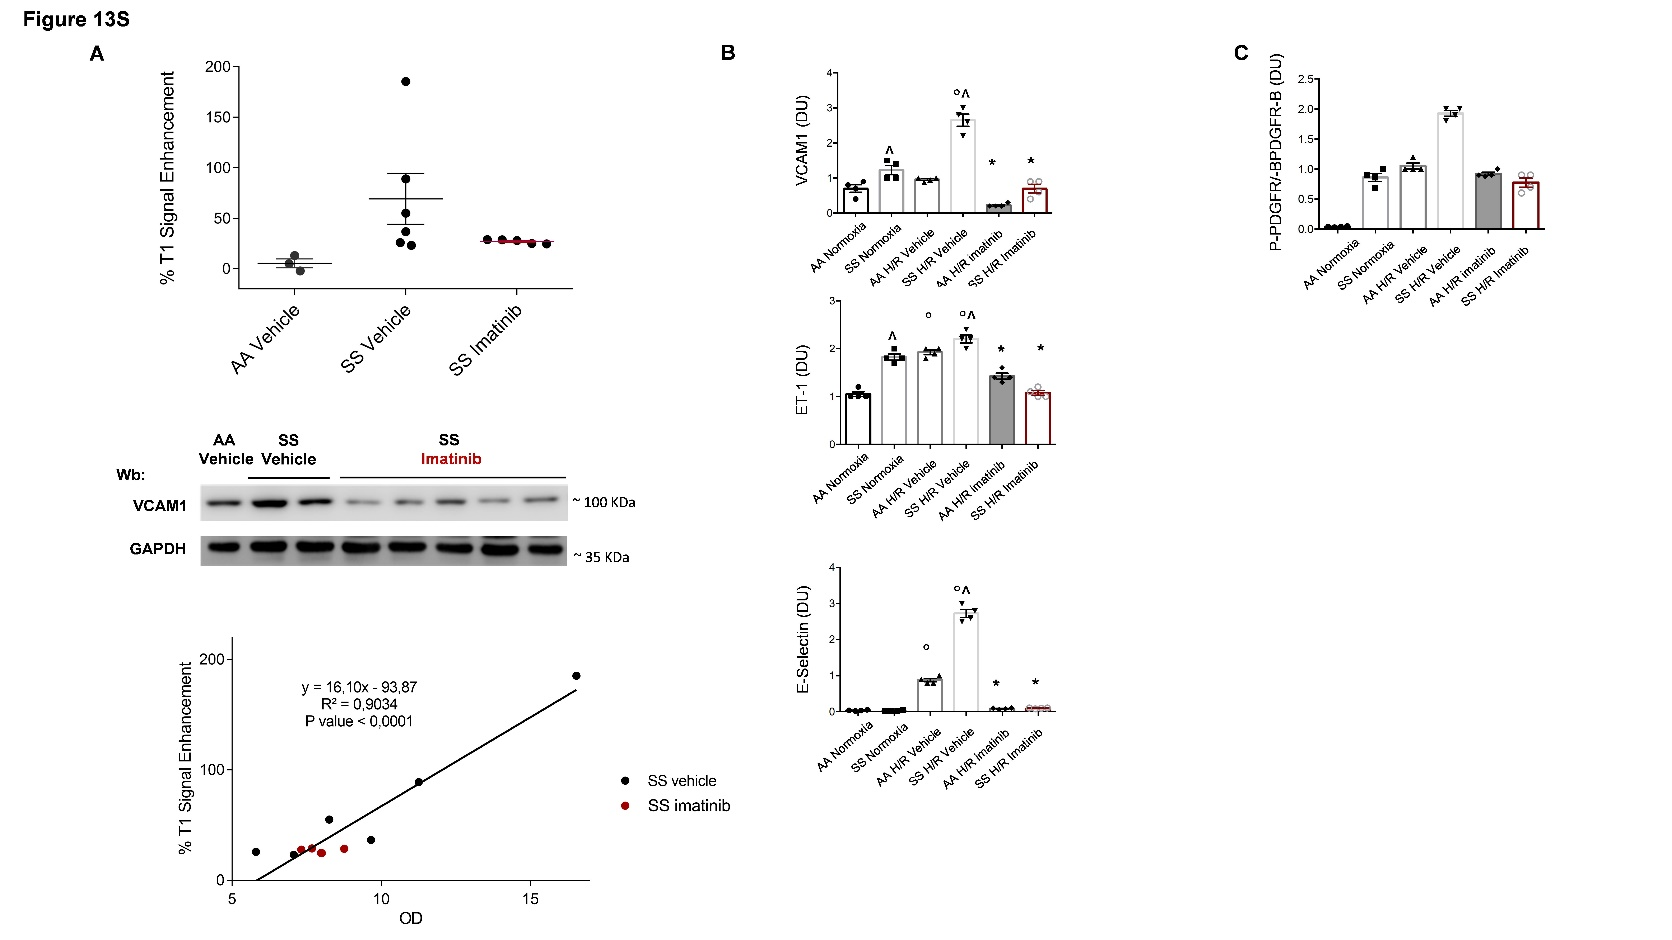 Figure 13S
A
% T1 Signal Enhancement
200
150
100
50
0
AA Vehicle
SS Vehicle
SS Imatinib
AA
Vehicle
SS
Vehicle
SS
Imatinib
Wb:
VCAM1
~ 100 KDa
GAPDH
~ 35 KDa
% T1 Signal Enhancement
200
100
0
y = 16,10x - 93,87
R² = 0,9034
P value < 0,0001
5
10
15
OD
SS vehicle
SS imatinib
B
VCAM1 (DU)
4
3
2
1
0
^
°^
*
*
AA Normoxia
SS Normoxia
AA H/R Vehicle
SS H/R Vehicle
AA H/R imatinib
SS H/R Imatinib
ET-1 (DU)
3
2
1
0
^
°
°^
*
*
AA Normoxia
SS Normoxia
AA H/R Vehicle
SS H/R Vehicle
AA H/R imatinib
SS H/R Imatinib
E-Selectin (DU)
4
3
2
1
0
°
°^
*
*
AA Normoxia
SS Normoxia
AA H/R Vehicle
SS H/R Vehicle
AA H/R imatinib
SS H/R Imatinib
C
P-PDGFR/-BPDGFR-B (DU)
2.5
2.0
1.5
1.0
0.5
0.0
AA Normoxia
SS Normoxia
AA H/R Vehicle
SS H/R Vehicle
AA H/R imatinib
SS H/R Imatinib